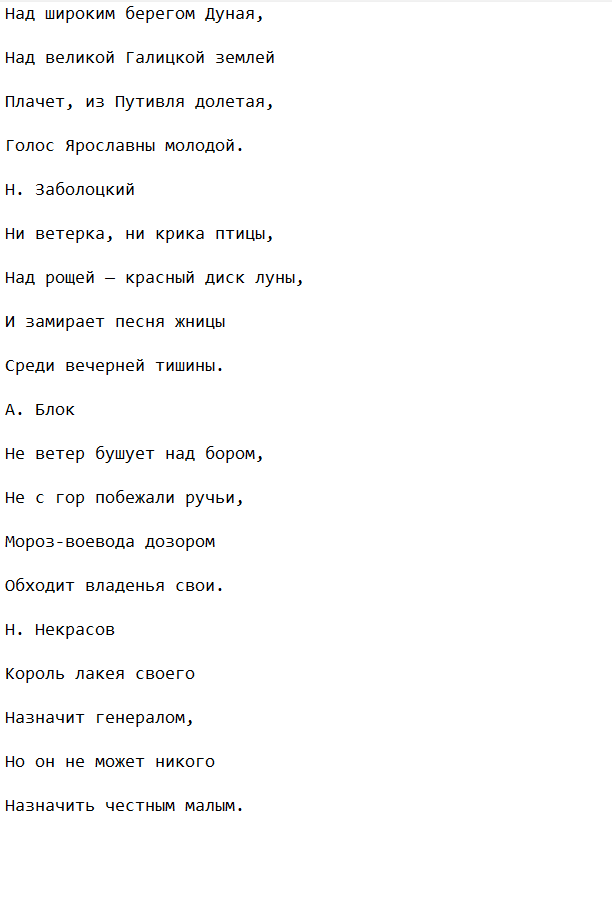 Над широким берегом Дуная,
Над великой Галицкой землей
Плачет, из Путивля долетая,
Голос Ярославны молодой.
Н. Заболоцкий
Ни ветерка, ни крика птицы,
Над рощей — красный диск луны,
И замирает песня жницы
Среди вечерней тишины.
А. Блок
Не ветер бушует над бором,
Не с гор побежали ручьи,
Мороз-воевода дозором
Обходит владенья свои.
Н. Некрасов
Король лакея своего
Назначит генералом,
Но он не может никого
Назначить честным малым.